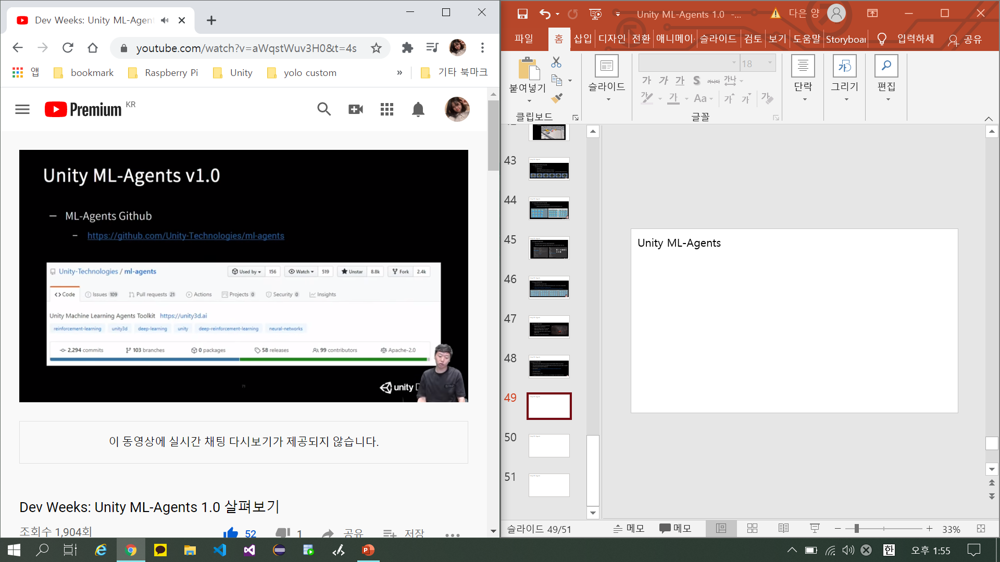 Dev Weeks: Unity ML-Agen
youtube.com/watch?v=aWqstWuv3H0&t=4s
앱 bookmark Raspberry Pi Unity yolo custom » 기타 북마크
Premium KR
Unity ML-Agents v1.0
– ML-Agents Github
– https://github.com/Unity-Technologies/ml-agents
Unity-Technologies / ml-agents Used by 156 Watch 519 Unstar 8.8k Fork 2.4k
<> Code Issues 109 Pull requests 21 Actions Projects 0 Security 0 Insights
Unity Machine Learning Agents Toolkit https://unity3d.ai
reinforcement-learning unity3d deep-learning unity deep-reinforcement-learning neural-networks
2,294 commits 103 branches 0 packages 58 releases 99 contributors Apache-2.0
71
unity D
이 동영상에 실시간 채팅 다시보기가 제공되지 않습니다.
Dev Weeks: Unity ML-Agents 1.0 살펴보기
조회수 1,904회 52 1 공유 저장
Unity ML-Agents 1.0 -... 다은 양
파일 홈 삽입 디자인 전환 애니메이· 슬라이드 검토 보기 도움말 Storyboar 입력하세 공유
붙여넣기 슬라이드 18 단락 그리기 편집
가 가 가 S 가나다 간나
가 가 Aa 가 가 가
클립보드 글꼴
43
44
45
46
47
48
49
50
51
Unity ML-Agents
슬라이드 49/51 메모 메모 33%
한 오후 1:55